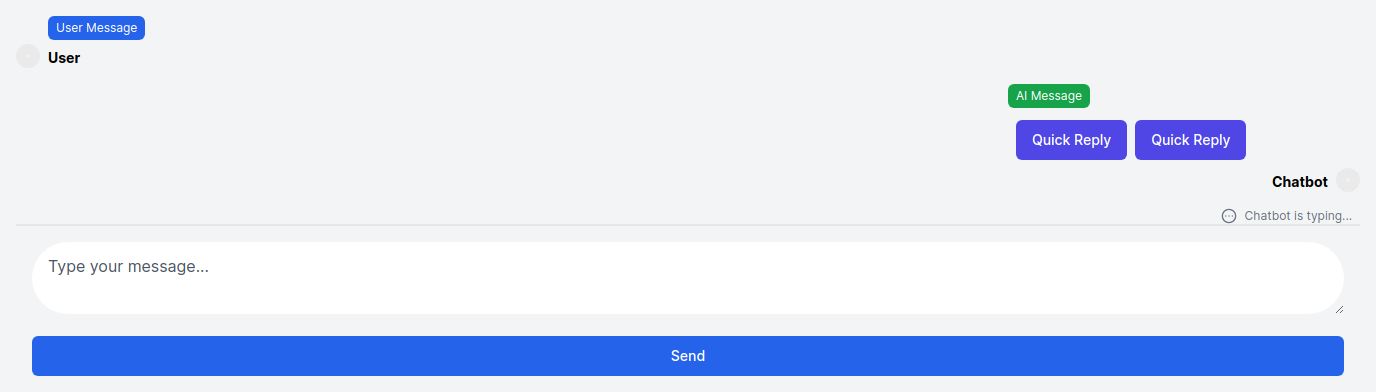 User Message
User
AI Message
Quick Reply Quick Reply
Chatbot
Chatbot is typing...
Type your message...
Send